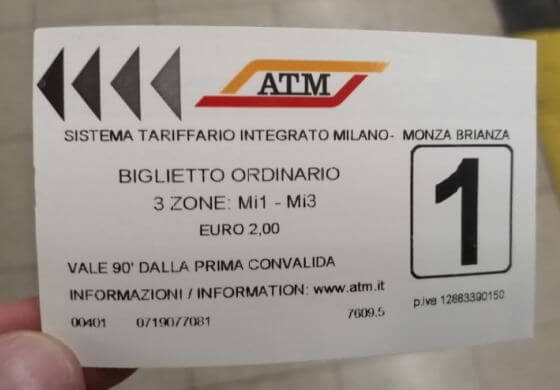 ATM
SISTEMA TARIFFARIO INTEGRATO MILANO- MONZA BRIANZA
BIGLIETTO ORDINARIO
3 ZONE: Mi1 - Mi3
EURO 2,00
1
VALE 90' DALLA PRIMA CONVALIDA
INFORMAZIONI / INFORMATION: www.atm.it
p.iva 12883390150
00401 0719077081 7609.5